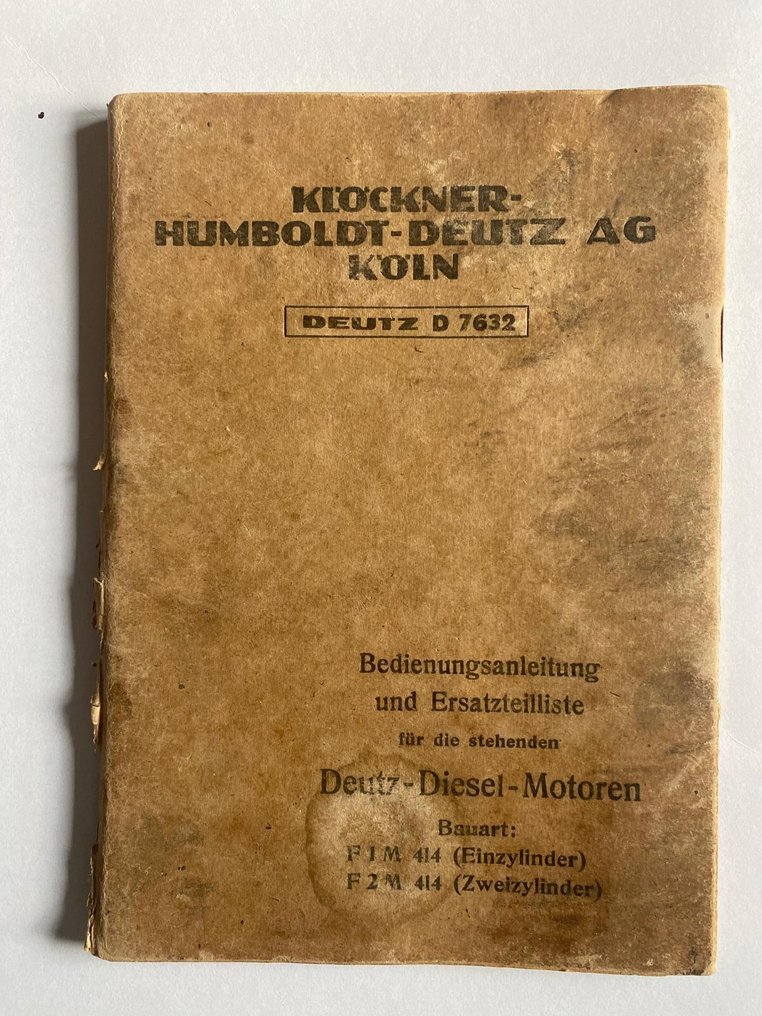 KLÖCKNER-
HUMBOLDT-DEUTZ AG
KÖLN
DEUTZ D 7632
Bedienungsanleitung
und Ersatzteilliste
für die stehenden
Deutz-Diesel-Motoren
Bauart:
F 1 M 414 (Einzylinder)
F 2 M 414 (Zweizylinder)